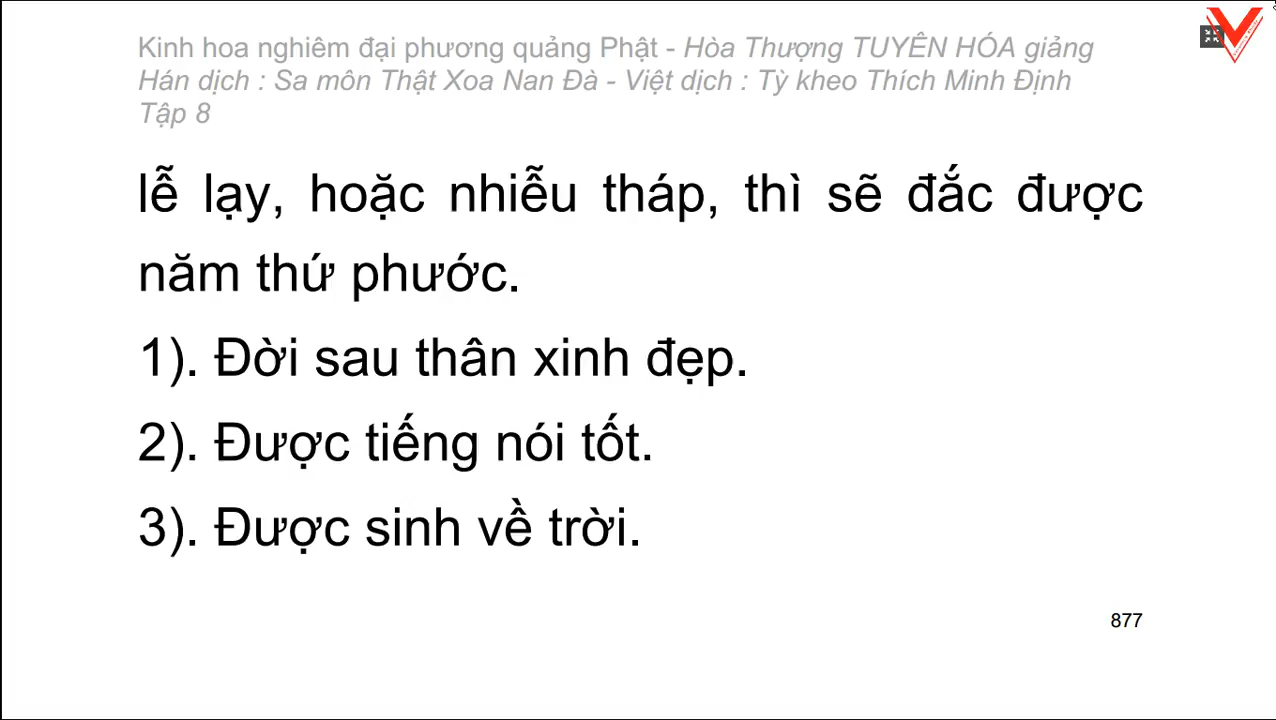 Kinh hoa nghiêm đại phương quảng Phật - Hòa Thượng TUYÊN HÓA giảng
Hán dịch : Sa môn Thật Xoa Nan Đà - Việt dịch : Tỳ kheo Thích Minh Định
Tập 8
lễ lạy, hoặc nhiễu tháp, thì sẽ đắc được
năm thứ phước.
1). Đời sau thân xinh đẹp.
2). Được tiếng nói tốt.
3). Được sinh về trời.
877